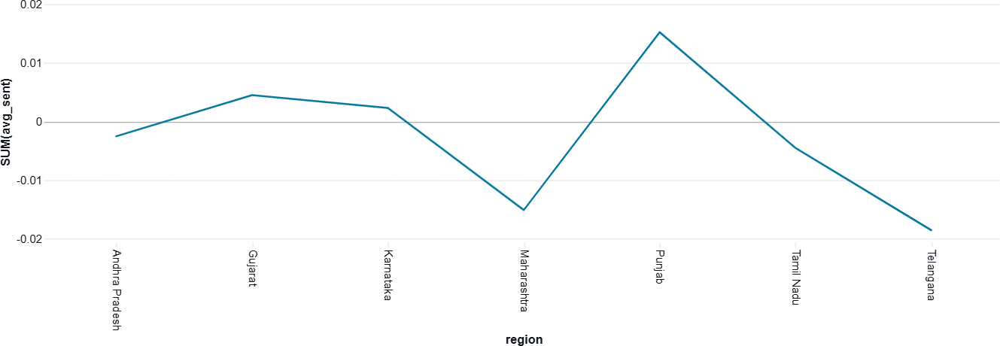 0.02
0.01
0
-0.01
-0.02
SUM(avg_sent)
Andhra Pradesh
Gujarat
Karnataka
Maharashtra
Punjab
Tamil Nadu
Telangana
region